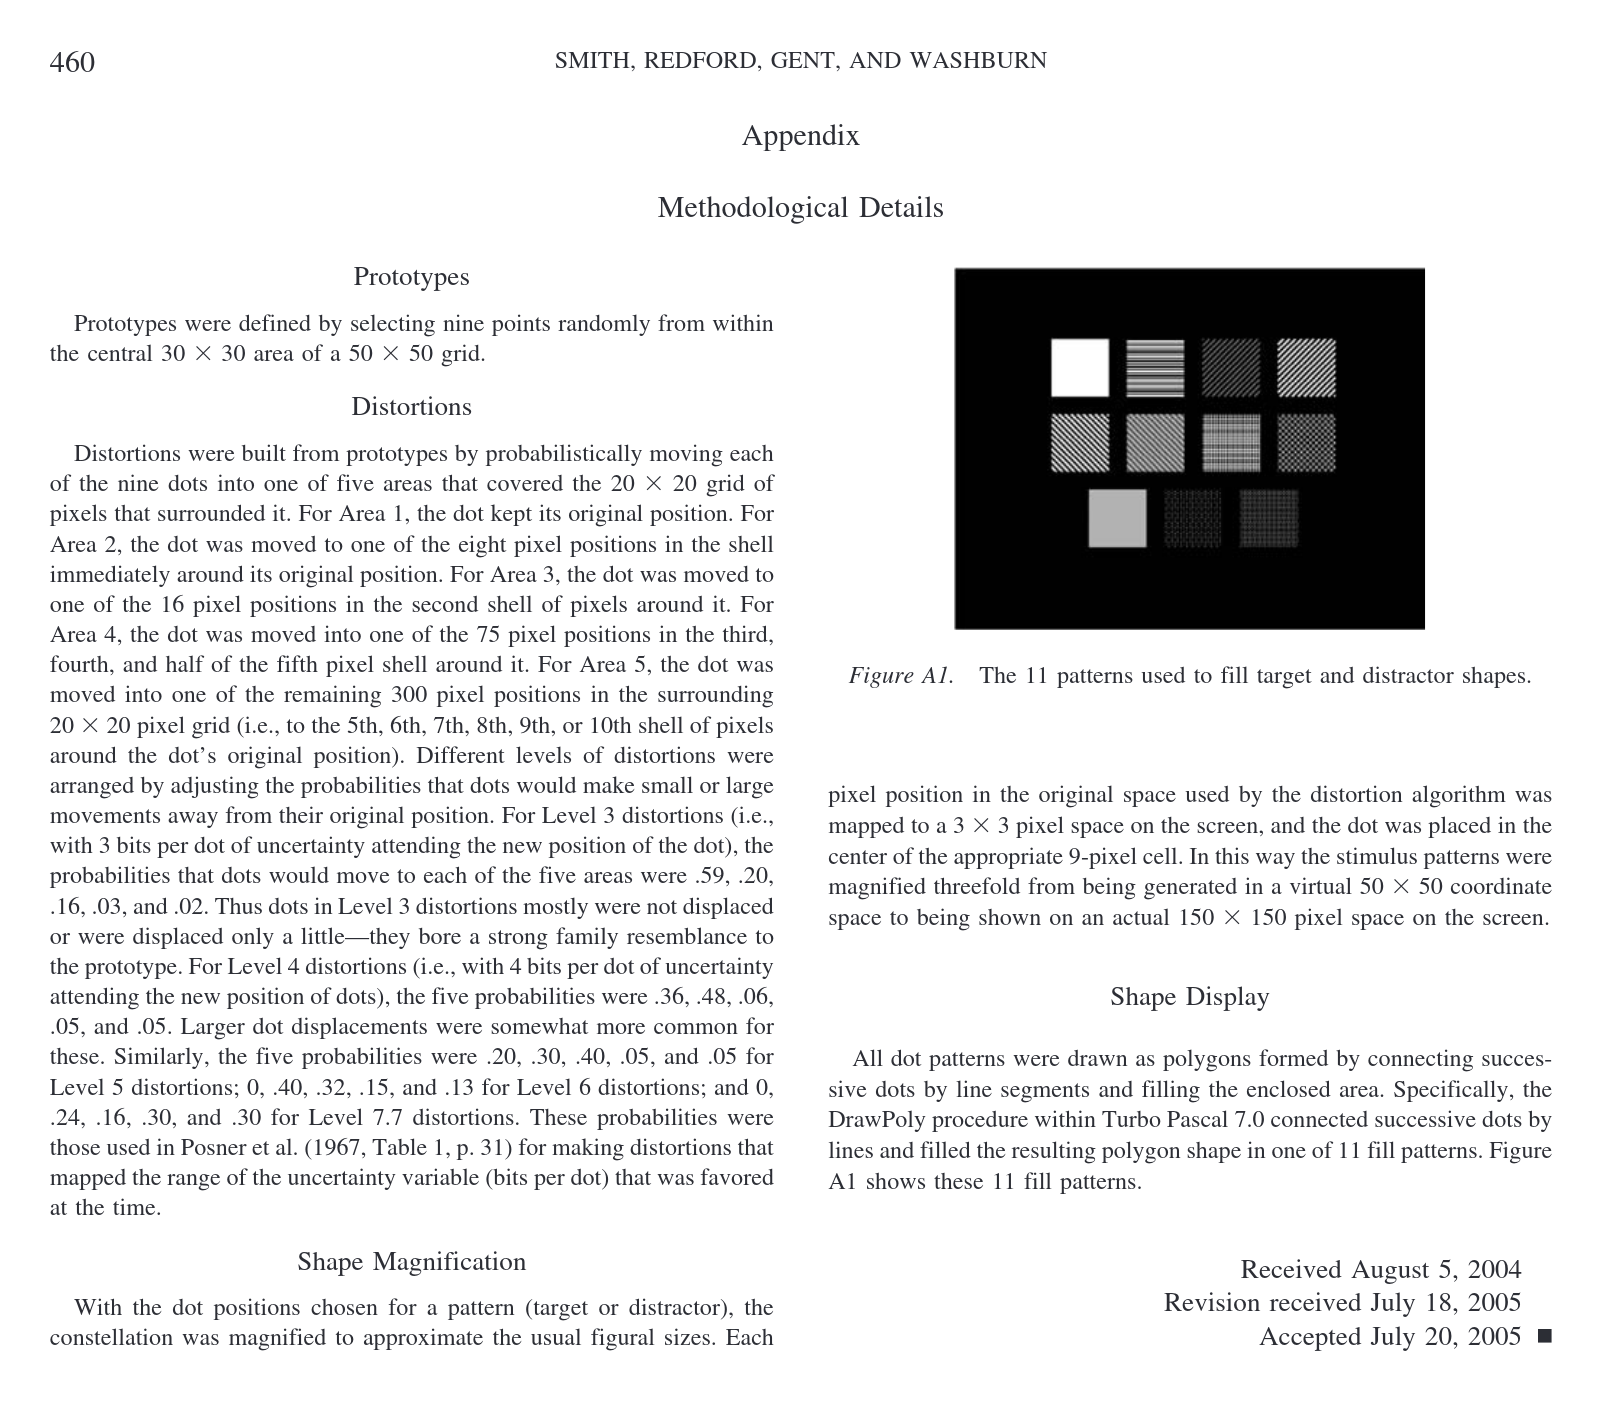 460
SMITH, REDFORD, GENT, AND WASHBURN
Appendix
Methodological Details
Prototypes
Prototypes were defined by selecting nine points randomly from within
the central 30 × 30 area of a 50 × 50 grid.
Distortions
Distortions were built from prototypes by probabilistically moving each
of the nine dots into one of five areas that covered the 20 × 20 grid of
pixels that surrounded it. For Area 1, the dot kept its original position. For
Area 2, the dot was moved to one of the eight pixel positions in the shell
immediately around its original position. For Area 3, the dot was moved to
one of the 16 pixel positions in the second shell of pixels around it. For
Area 4, the dot was moved into one of the 75 pixel positions in the third,
fourth, and half of the fifth pixel shell around it. For Area 5, the dot was
moved into one of the remaining 300 pixel positions in the surrounding
20 × 20 pixel grid (i.e., to the 5th, 6th, 7th, 8th, 9th, or 10th shell of pixels
around the dot’s original position). Different levels of distortions were
arranged by adjusting the probabilities that dots would make small or large
movements away from their original position. For Level 3 distortions (i.e.,
with 3 bits per dot of uncertainty attending the new position of the dot), the
probabilities that dots would move to each of the five areas were .59, .20,
.16, .03, and .02. Thus dots in Level 3 distortions mostly were not displaced
or were displaced only a little—they bore a strong family resemblance to
the prototype. For Level 4 distortions (i.e., with 4 bits per dot of uncertainty
attending the new position of dots), the five probabilities were .36, .48, .06,
.05, and .05. Larger dot displacements were somewhat more common for
these. Similarly, the five probabilities were .20, .30, .40, .05, and .05 for
Level 5 distortions; 0, .40, .32, .15, and .13 for Level 6 distortions; and 0,
.24, .16, .30, and .30 for Level 7.7 distortions. These probabilities were
those used in Posner et al. (1967, Table 1, p. 31) for making distortions that
mapped the range of the uncertainty variable (bits per dot) that was favored
at the time.
Shape Magnification
With the dot positions chosen for a pattern (target or distractor), the
constellation was magnified to approximate the usual figural sizes. Each
Figure A1. The 11 patterns used to fill target and distractor shapes.
pixel position in the original space used by the distortion algorithm was
mapped to a 3 × 3 pixel space on the screen, and the dot was placed in the
center of the appropriate 9-pixel cell. In this way the stimulus patterns were
magnified threefold from being generated in a virtual 50 × 50 coordinate
space to being shown on an actual 150 × 150 pixel space on the screen.
Shape Display
All dot patterns were drawn as polygons formed by connecting succes-
sive dots by line segments and filling the enclosed area. Specifically, the
DrawPoly procedure within Turbo Pascal 7.0 connected successive dots by
lines and filled the resulting polygon shape in one of 11 fill patterns. Figure
A1 shows these 11 fill patterns.
Received August 5, 2004
Revision received July 18, 2005
Accepted July 20, 2005 ■